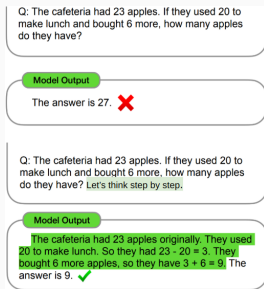 Q: The cafeteria had 23 apples. If they used 20 to
make lunch and bought 6 more, how many apples
do they have?
Model Output
The answer is 27.
Q: The cafeteria had 23 apples. If they used 20 to
make lunch and bought 6 more, how many apples
do they have? Let's think step by step.
Model Output
The cafeteria had 23 apples originally. They used
20 to make lunch. So they had 23 - 20 = 3. They
bought 6 more apples, so they have 3 + 6 = 9. The
answer is 9.